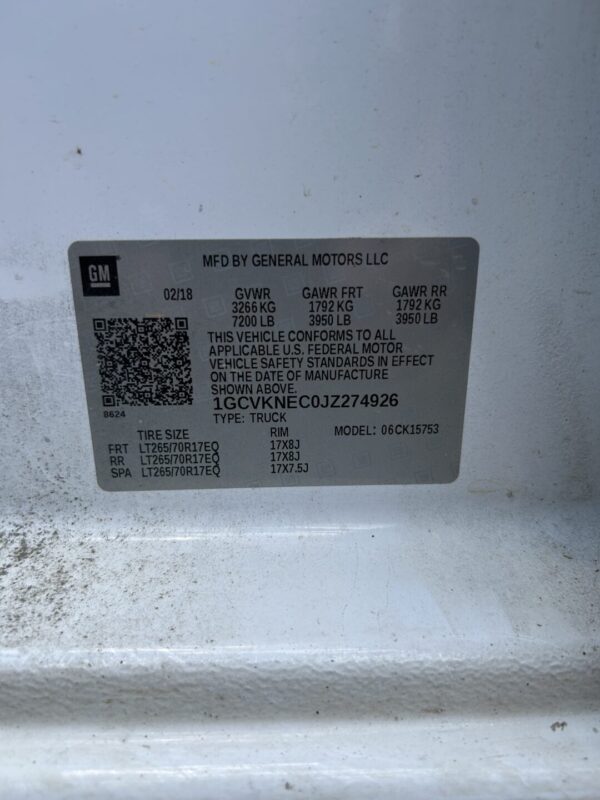 GM
MFD BY GENERAL MOTORS LLC
02/18 GVWR GAWR FRT GAWR RR
3266 KG 1792 KG 1792 KG
7200 LB 3950 LB 3950 LB
THIS VEHICLE CONFORMS TO ALL
APPLICABLE U.S. FEDERAL MOTOR
VEHICLE SAFETY STANDARDS IN EFFECT
ON THE DATE OF MANUFACTURE
SHOWN ABOVE.
8624
1GCVKNEC0JZ274926
TYPE: TRUCK
TIRE SIZE RIM MODEL: 06CK15753
FRT LT265/70R17EQ 17X8J
RR LT265/70R17EQ 17X8J
SPA LT265/70R17EQ 17X7.5J